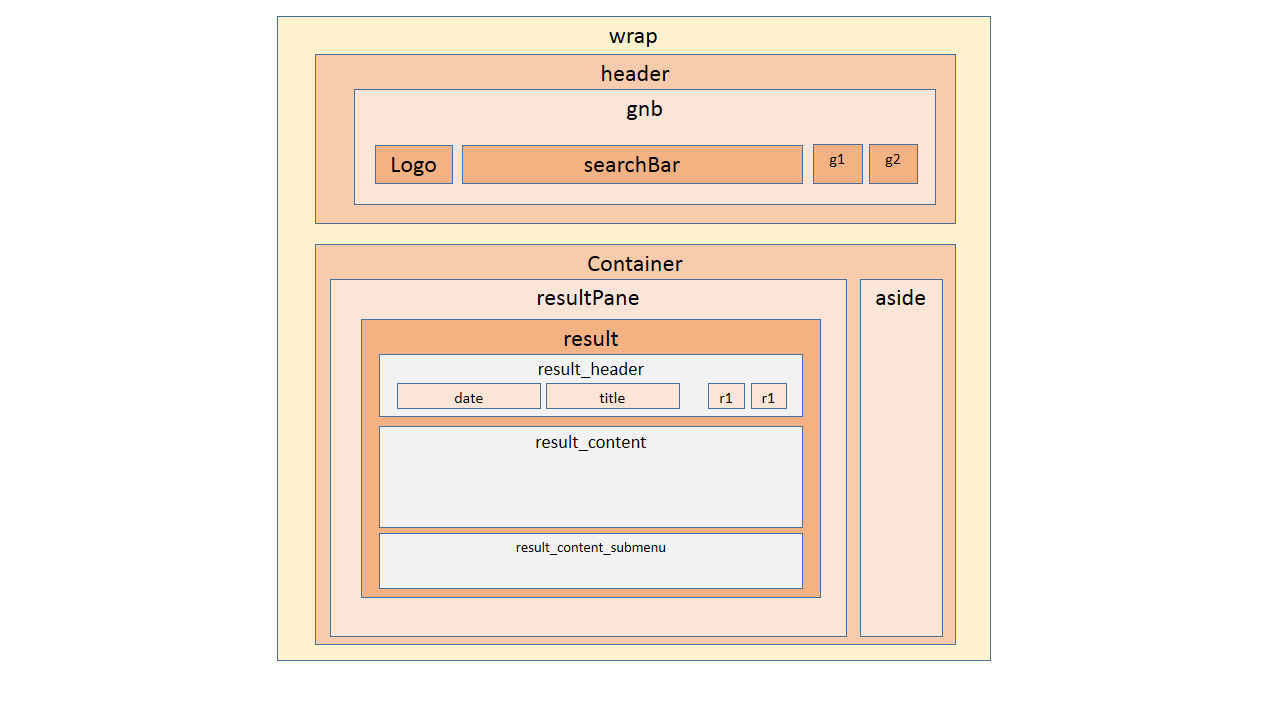 wrap
header
gnb
Logo
searchBar
g1
g2
Container
resultPane
aside
result
result_header
date
title
r1
r1
result_content
result_content_submenu